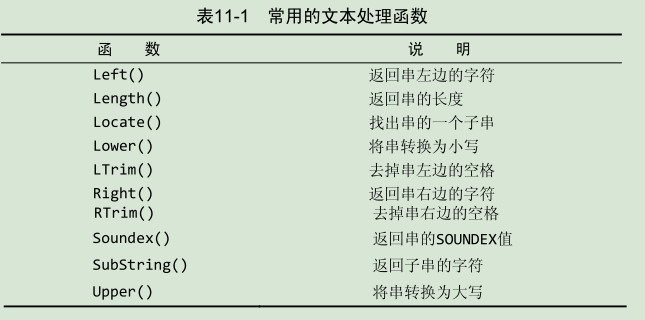 表11-1 常用的文本处理函数
函 数 说 明
Left() 返回串左边的字符
Length() 返回串的长度
Locate() 找出串的一个子串
Lower() 将串转换为小写
LTrim() 去掉串左边的空格
Right() 返回串右边的字符
RTrim() 去掉串右边的空格
Soundex() 返回串的SOUNDEX值
SubString() 返回子串的字符
Upper() 将串转换为大写